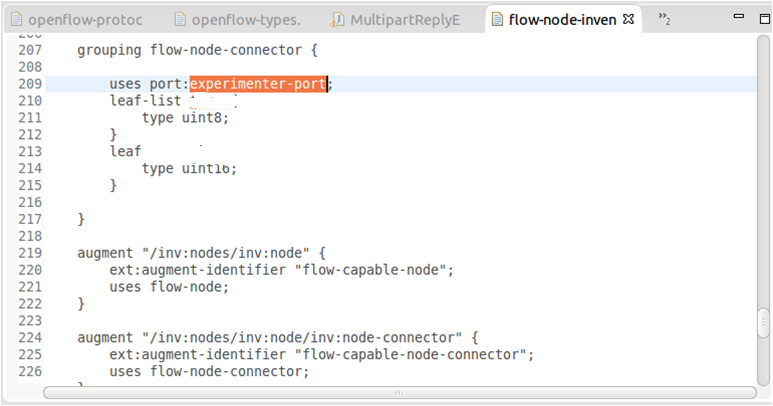 openflow-protoc openflow-types. MultipartReplyE flow-node-inven »2
207 grouping flow-node-connector {
208
209 uses port:experimenter-port;
210 leaf-list
211 type uint8;
212 }
213 leaf
214 type uint16;
215 }
216
217 }
218
219 augment "/inv:nodes/inv:node" {
220 ext:augment-identifier "flow-capable-node";
221 uses flow-node;
222 }
223
224 augment "/inv:nodes/inv:node/inv:node-connector" {
225 ext:augment-identifier "flow-capable-node-connector";
226 uses flow-node-connector;